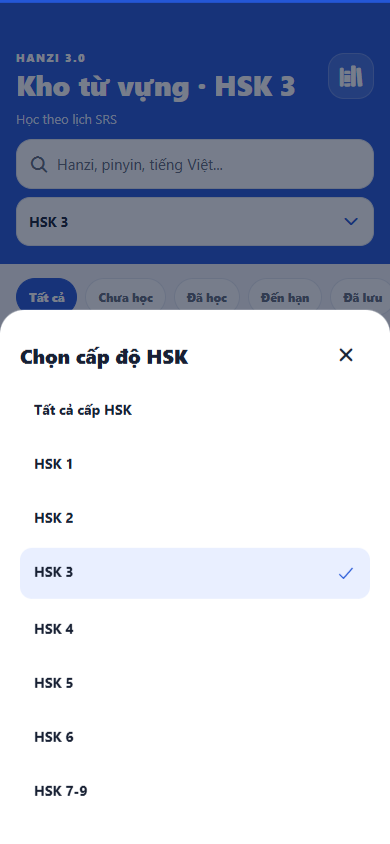 HANZI 3.0
Kho từ vựng · HSK 3
Học theo lịch SRS
Hanzi, pinyin, tiếng Việt...
HSK 3
Tất cả
Chưa học
Đã học
Đến hạn
Đã lưu
Chọn cấp độ HSK
Tất cả cấp HSK
HSK 1
HSK 2
HSK 3
HSK 4
HSK 5
HSK 6
HSK 7-9